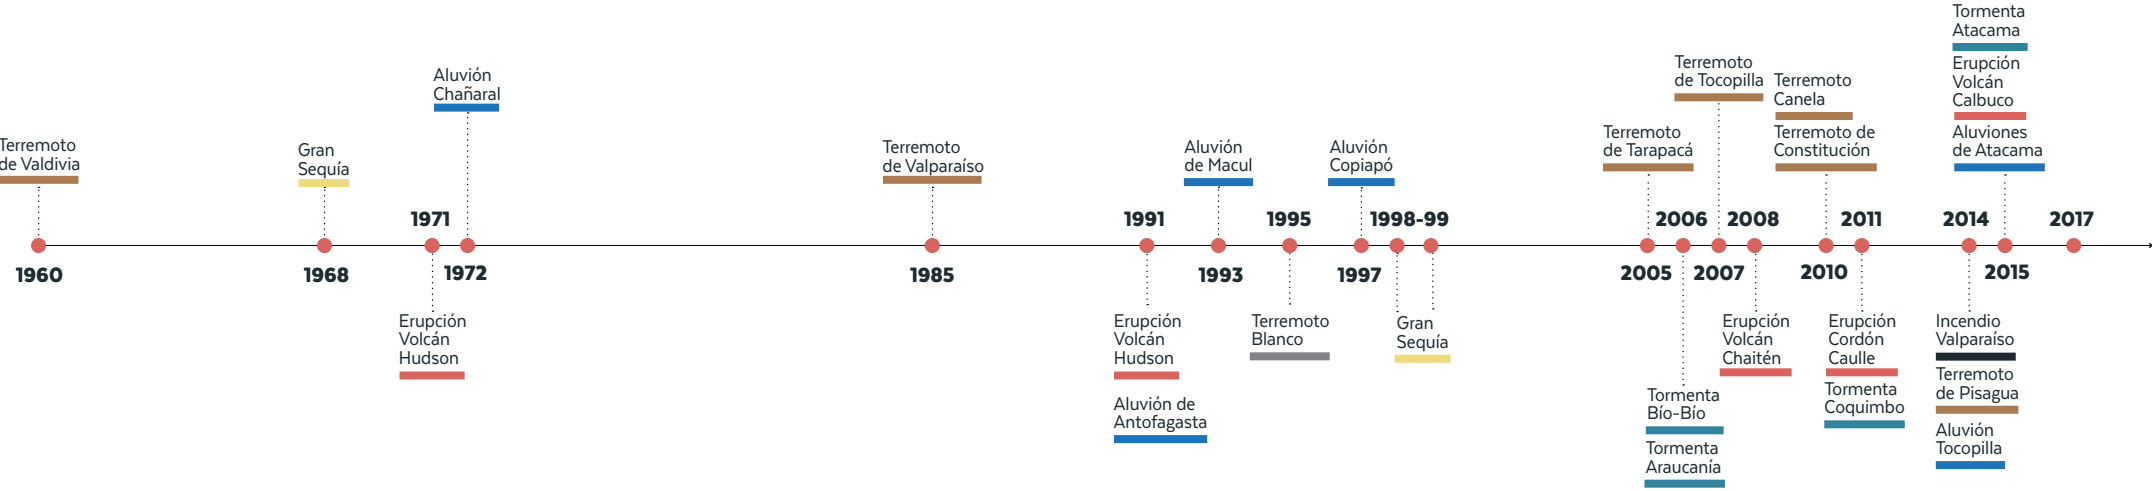 Terremoto
de Valdivia
1960
Gran
Sequía
1968
1971
Erupción
Volcán
Hudson
Aluvión
Chañaral
1972
Terremoto
de Valparaíso
1985
1991
Erupción
Volcán
Hudson
Aluvión de
Antofagasta
Aluvión
de Macul
1993
1995
Terremoto
Blanco
Aluvión
Copiapó
1997
1998-99
Gran
Sequía
Terremoto
de Tarapacá
2005
2006
Tormenta
Bío-Bío
Tormenta
Araucanía
Terremoto
de Tocopilla
2007
2008
Erupción
Volcán
Chaitén
Terremoto
Canela
Terremoto de
Constitución
2010
2011
Erupción
Cordón
Caulle
Tormenta
Coquimbo
2014
Incendio
Valparaíso
Terremoto
de Pisagua
Aluvión
Tocopilla
Tormenta
Atacama
Erupción
Volcán
Calbuco
Aluviones
de Atacama
2015
2017